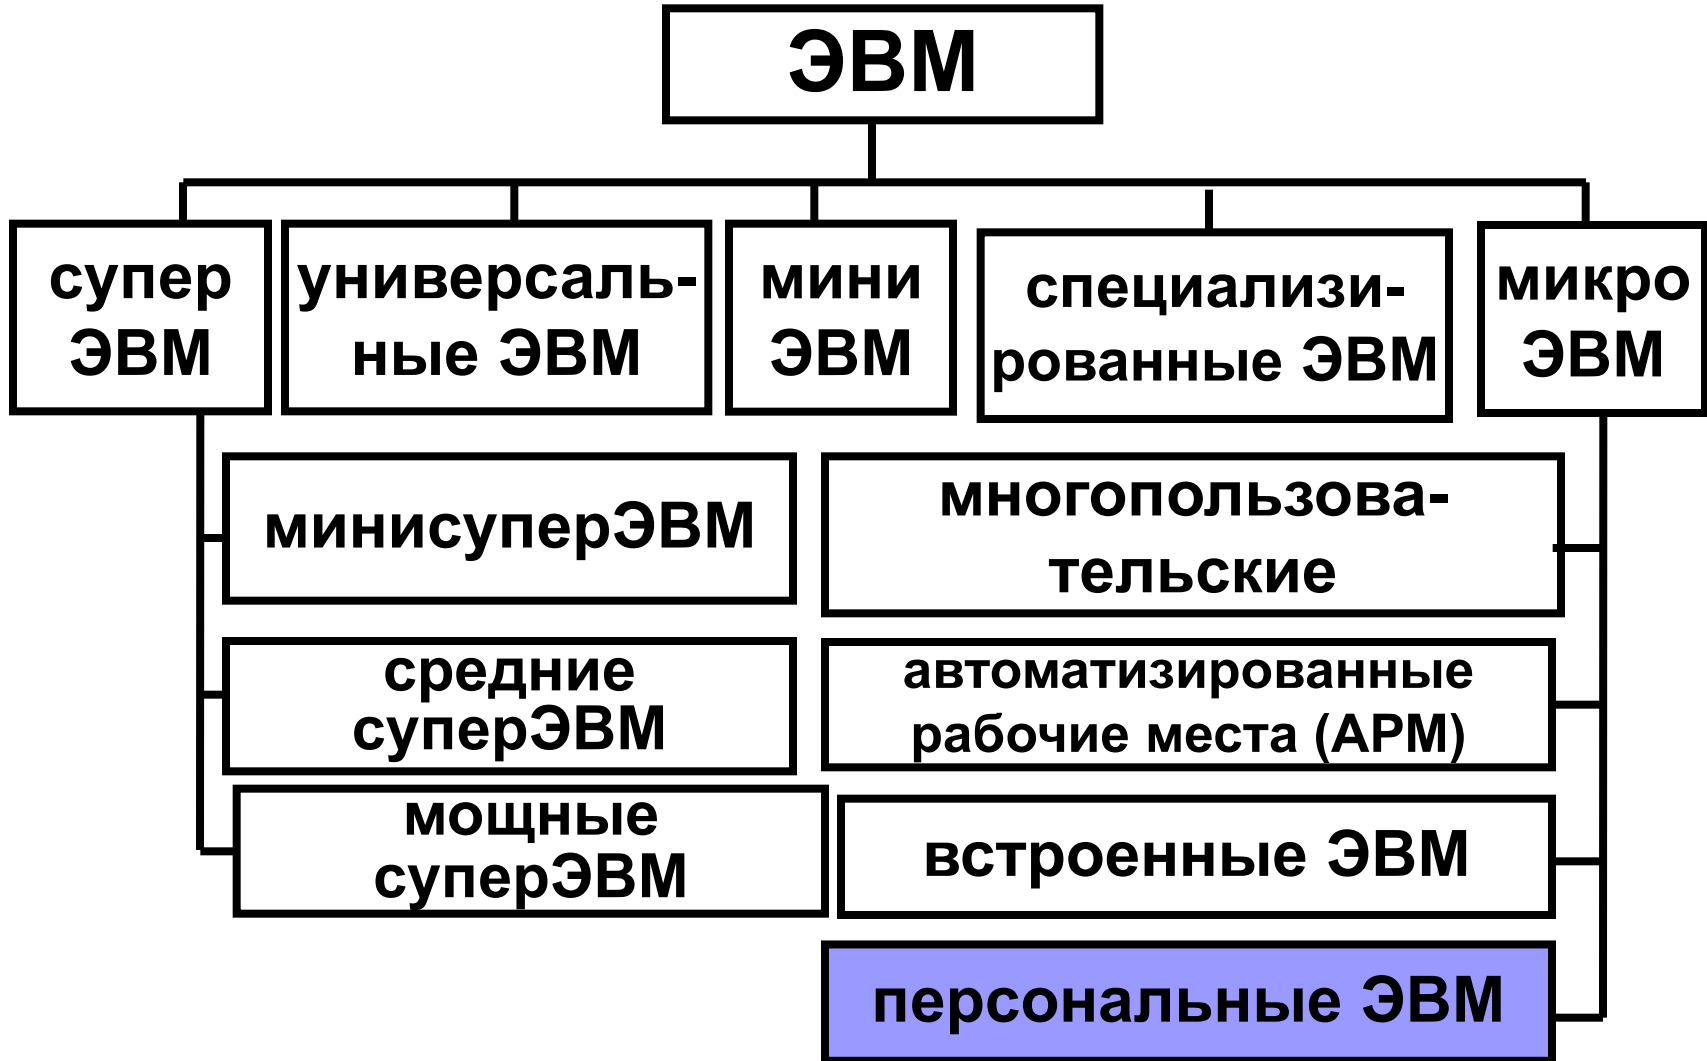 ЭВМ
супер
ЭВМ
универсаль-
ные ЭВМ
мини
ЭВМ
специализи-
рованные ЭВМ
микро
ЭВМ
минисуперЭВМ
средние
суперЭВМ
мощные
суперЭВМ
многопользова-
тельские
автоматизированные
рабочие места (АРМ)
встроенные ЭВМ
персональные ЭВМ